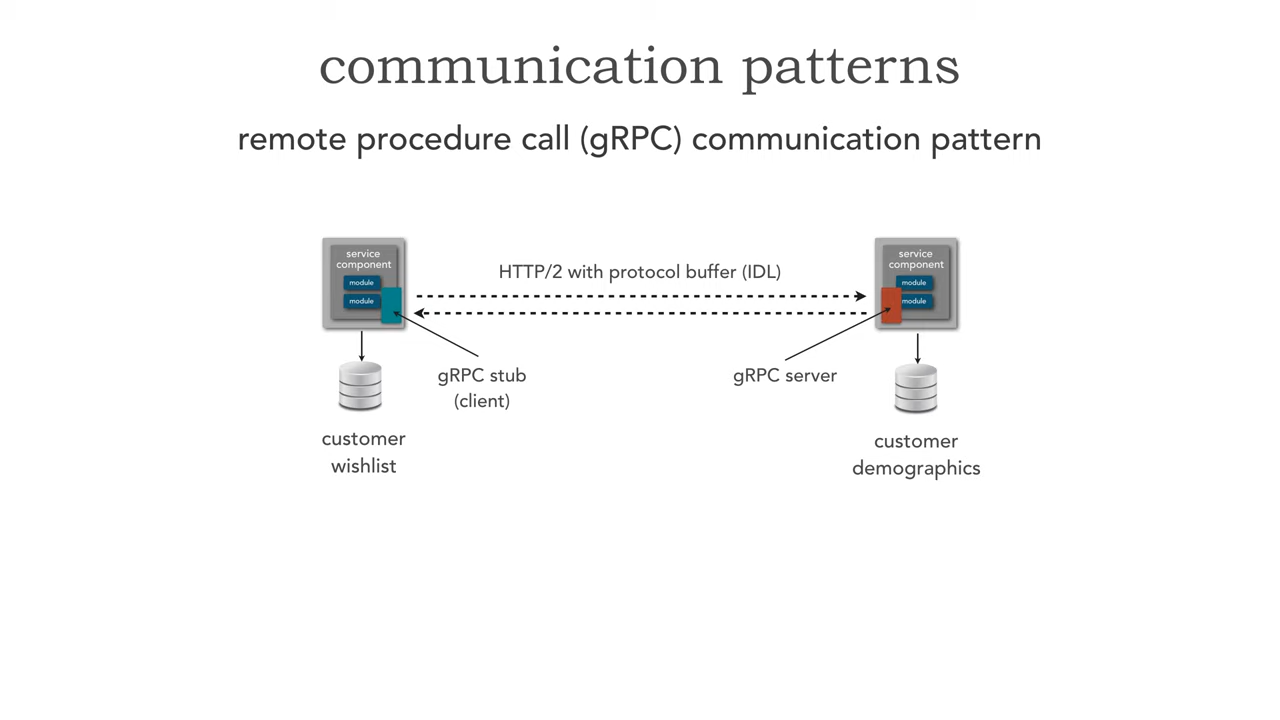 communication patterns
remote procedure call (gRPC) communication pattern
service
component
module
module
HTTP/2 with protocol buffer (IDL)
service
component
module
module
gRPC stub
(client)
gRPC server
customer
wishlist
customer
demographics